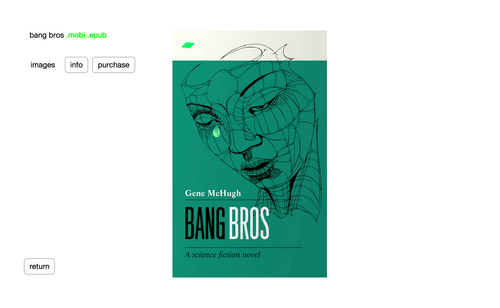 bang bros .mobi .epub
images info purchase
Gene McHugh
BANG BROS
A science fiction novel
return